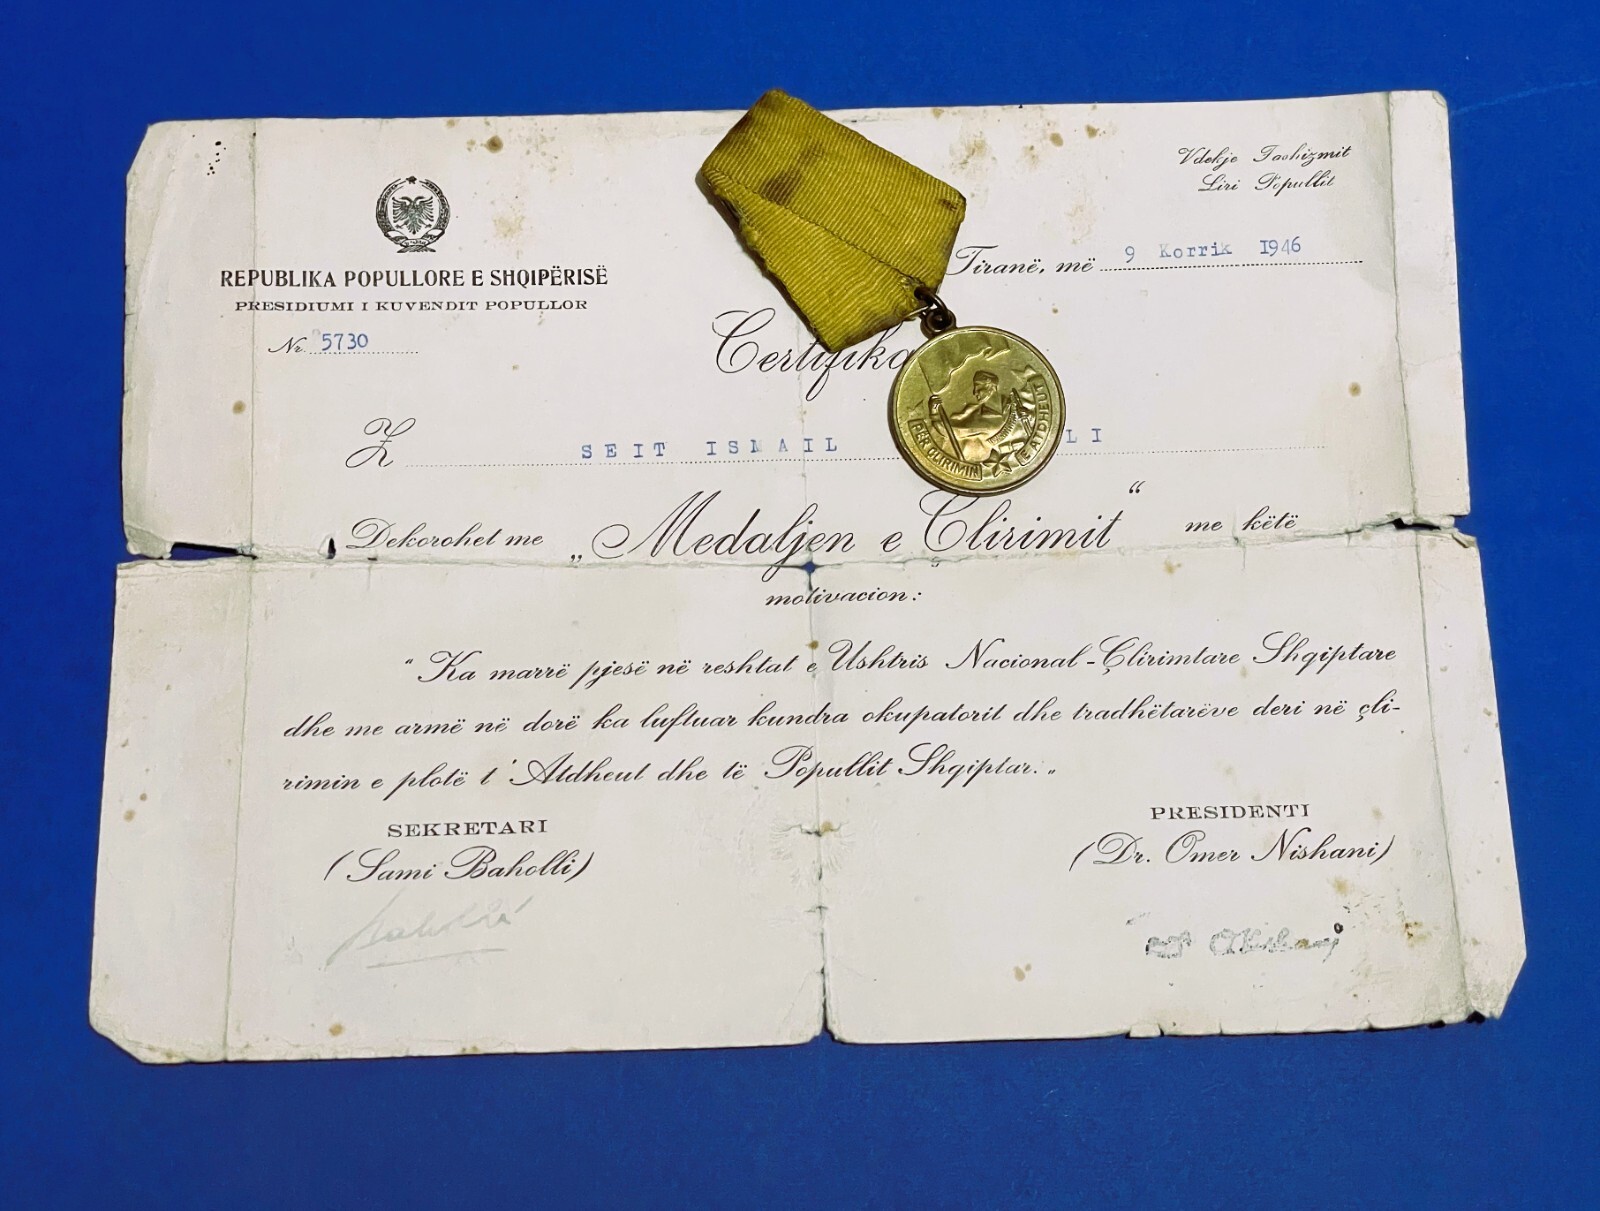 Vdekje Fashizmit
Liri Popullit
REPUBLIKA POPULLORE E SHQIPËRISË
PRESIDIUMI I KUVENDIT POPULLOR
Tiranë, më 9 Korrik 1946
Nr. 5730
Certifika
Z SEIT ISMAIL LI
PËR ÇLIRIMIN E ATDHEUT
Dekorohet me „Medaljen e Çlirimit“ me këtë
motivacion:
"Ka marrë pjesë në reshtat e Ushtris Nacional-Çlirimtare Shqiptare
dhe me armë në dorë ka luftuar kundra okupatorit dhe tradhëtarëve deri në çli-
rimin e plotë t'Atdheut dhe të Popullit Shqiptar.„
SEKRETARI
(Sami Baholli)
PRESIDENTI
(Dr. Omer Nishani)